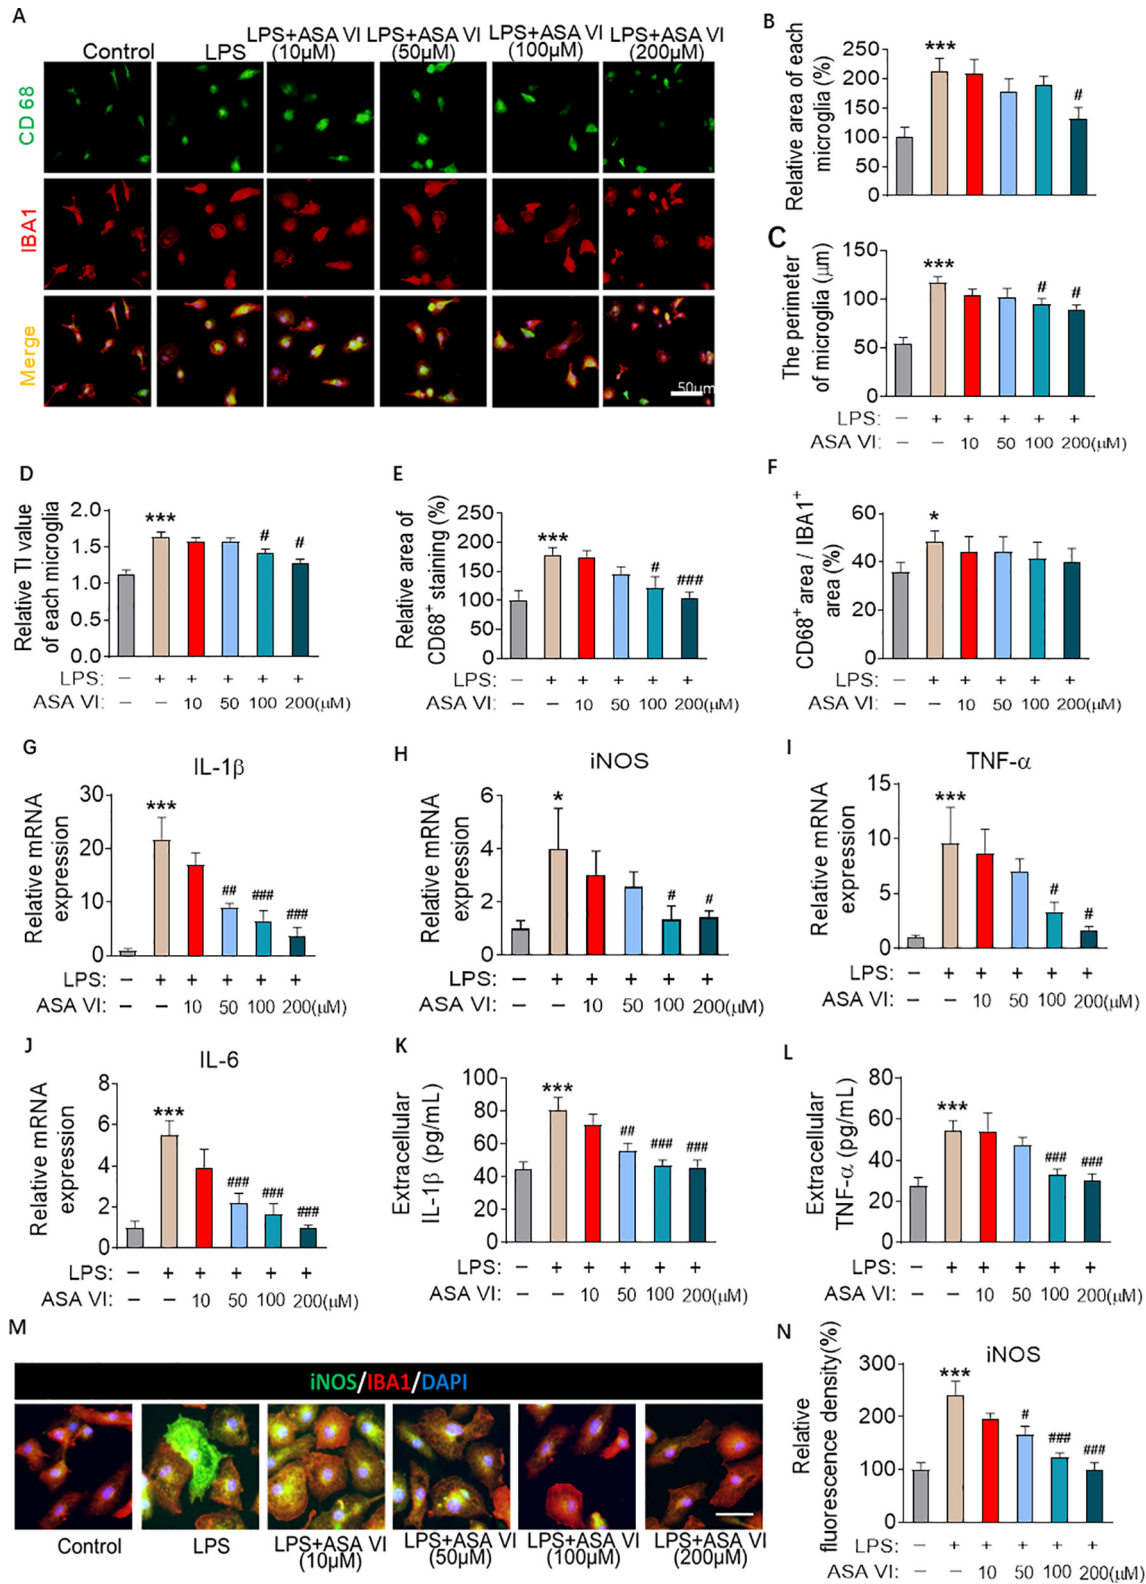 A
Control
LPS
LPS+ASA VI
(10μM)
LPS+ASA VI
(50μM)
LPS+ASA VI
(100μM)
LPS+ASA VI
(200μM)
CD 68
IBA1
Merge
50μm
B
Relative area of each
microglia (%)
250
200
150
100
50
0
***
#
C
The perimeter
of microglia (μm)
150
100
50
0
***
#
#
LPS: − + + + + +
ASA VI: − − 10 50 100 200(μM)
D
Relative TI value
of each microglia
2.0
1.5
1.0
0.5
0.0
***
#
#
LPS: − + + + + +
ASA VI: − − 10 50 100 200(μM)
E
Relative area of
CD68+ staining (%)
250
200
150
100
50
0
***
#
###
LPS: − + + + + +
ASA VI: − − 10 50 100 200(μM)
F
CD68+ area / IBA1+
area (%)
60
40
20
0
*
LPS: − + + + + +
ASA VI: − − 10 50 100 200(μM)
G
IL-1β
Relative mRNA
expression
30
20
10
0
***
##
###
###
LPS: − + + + + +
ASA VI: − − 10 50 100 200(μM)
H
iNOS
Relative mRNA
expression
6
4
2
0
*
#
#
LPS: − + + + + +
ASA VI: − − 10 50 100 200(μM)
I
TNF-α
Relative mRNA
expression
15
10
5
0
***
#
#
LPS: − + + + + +
ASA VI: − − 10 50 100 200(μM)
J
IL-6
Relative mRNA
expression
8
6
4
2
0
***
###
###
###
LPS: − + + + + +
ASA VI: − − 10 50 100 200(μM)
K
Extracellular
IL-1β (pg/mL)
100
80
60
40
20
0
***
##
###
###
LPS: − + + + + +
ASA VI: − − 10 50 100 200(μM)
L
Extracellular
TNF-α (pg/mL)
80
60
40
20
0
***
###
###
LPS: − + + + + +
ASA VI: − − 10 50 100 200(μM)
M
iNOS/IBA1/DAPI
Control
LPS
LPS+ASA VI
(10μM)
LPS+ASA VI
(50μM)
LPS+ASA VI
(100μM)
LPS+ASA VI
(200μM)
N
iNOS
Relative
fluorescence density(%)
300
200
100
0
***
#
###
###
LPS: − + + + + +
ASA VI: − − 10 50 100 200(μM)